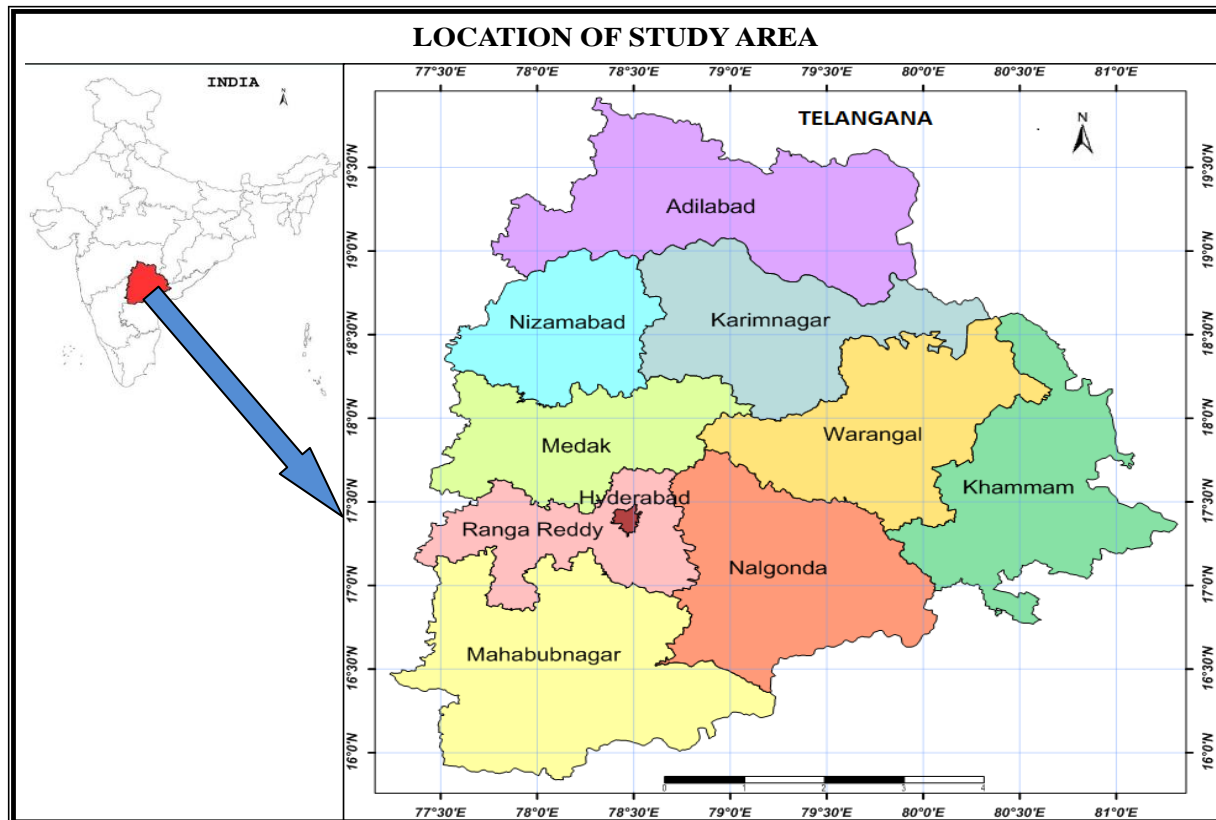 LOCATION OF STUDY AREA
INDIA
77°30'E 78°0'E 78°30'E 79°0'E 79°30'E 80°0'E 80°30'E 81°0'E
TELANGANA
N
19°30'N 19°30'N
Adilabad
19°0'N 19°0'N
Nizamabad Karimnagar
18°30'N 18°30'N
18°0'N 18°0'N
Medak Warangal
Khammam
17°30'N 17°30'N
Hyderabad
Ranga Reddy
Nalgonda
17°0'N 17°0'N
Mahabubnagar
16°30'N 16°30'N
16°0'N 16°0'N
0 1 2 3 4
77°30'E 78°0'E 78°30'E 79°0'E 79°30'E 80°0'E 80°30'E 81°0'E